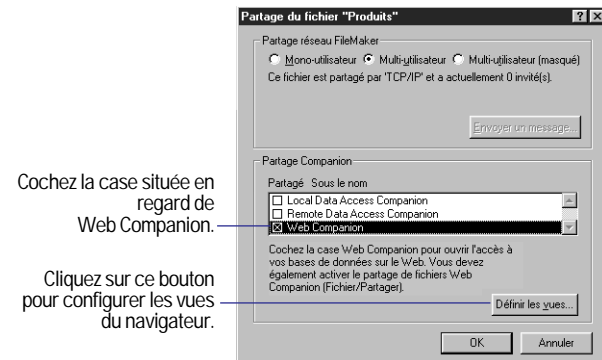 Partage du fichier "Produits"
Partage réseau FileMaker
Mono-utilisateur Multi-utilisateur Multi-utilisateur (masqué)
Ce fichier est partagé par 'TCP/IP' et a actuellement 0 invité(s).
Envoyer un message...
Partage Companion
Partagé Sous le nom
Local Data Access Companion
Remote Data Access Companion
Web Companion
Cochez la case Web Companion pour ouvrir l'accès à
vos bases de données sur le Web. Vous devez
également activer le partage de fichiers Web
Companion (Fichier/Partager).
Définir les vues...
OK Annuler
Cochez la case située en
regard de
Web Companion.
Cliquez sur ce bouton
pour configurer les vues
du navigateur.